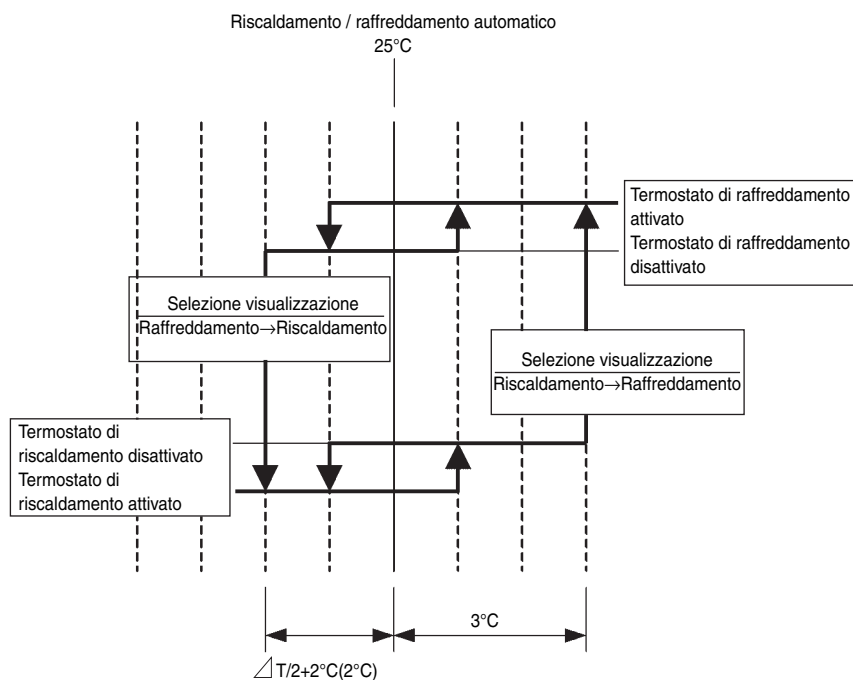 Riscaldamento / raffreddamento automatico
25°C
Termostato di raffreddamento
attivato
Termostato di raffreddamento
disattivato
Selezione visualizzazione
Raffreddamento→Riscaldamento
Selezione visualizzazione
Riscaldamento→Raffreddamento
Termostato di
riscaldamento disattivato
Termostato di
riscaldamento attivato
3°C
⊿T/2+2°C(2°C)